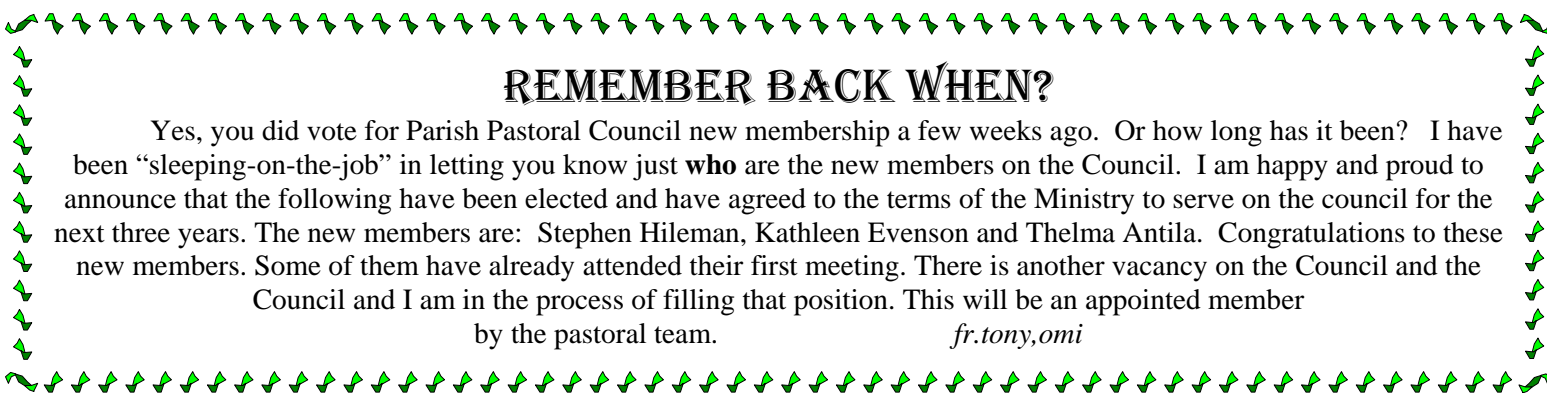 REMEMBER BACK WHEN?
Yes, you did vote for Parish Pastoral Council new membership a few weeks ago.  Or how long has it been?   I have
been “sleeping-on-the-job” in letting you know just who are the new members on the Council.  I am happy and proud to
announce that the following have been elected and have agreed to the terms of the Ministry to serve on the council for the
next three years. The new members are:  Stephen Hileman, Kathleen Evenson and Thelma Antila.  Congratulations to these
new members. Some of them have already attended their first meeting. There is another vacancy on the Council and the
Council and I am in the process of filling that position. This will be an appointed member
by the pastoral team. fr.tony,omi